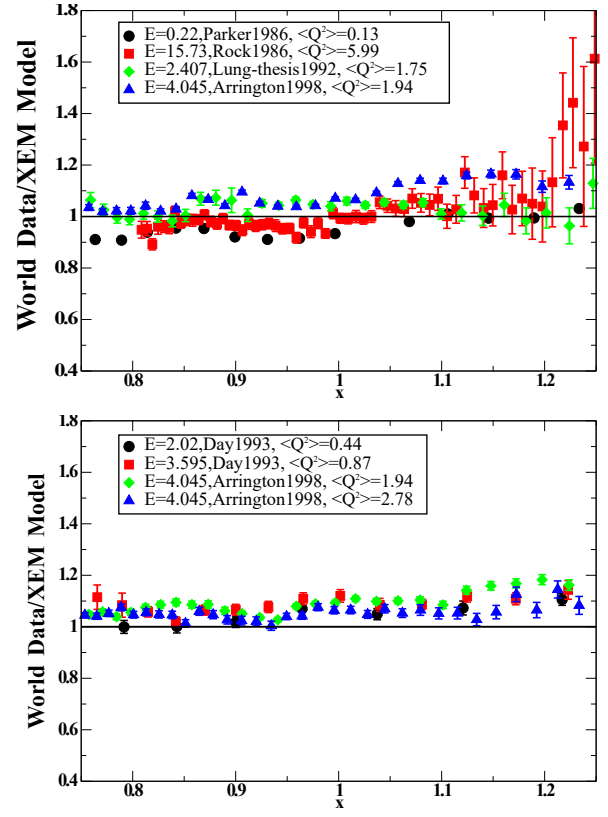 World Data/XEM Model
1.8
1.6
1.4
1.2
1
0.8
0.6
0.4
E=0.22,Parker1986, <Q²>=0.13
E=15.73,Rock1986, <Q²>=5.99
E=2.407,Lung-thesis1992, <Q²>=1.75
E=4.045,Arrington1998, <Q²>=1.94
0.8 0.9 1 1.1 1.2
x
World Data/XEM Model
1.8
1.6
1.4
1.2
1
0.8
0.6
0.4
E=2.02,Day1993, <Q²>=0.44
E=3.595,Day1993, <Q²>=0.87
E=4.045,Arrington1998, <Q²>=1.94
E=4.045,Arrington1998, <Q²>=2.78
0.8 0.9 1 1.1 1.2
x